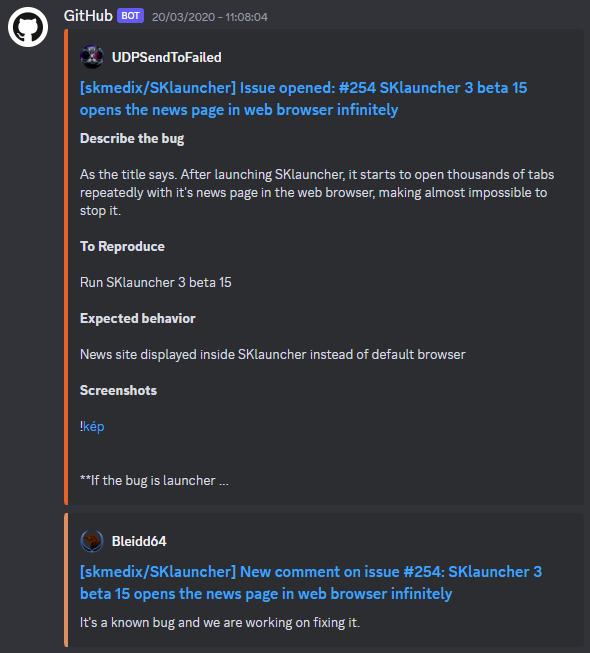 GitHub BOT 20/03/2020 - 11:08:04
UDPSendToFailed
[skmedix/SKlauncher] Issue opened: #254 SKlauncher 3 beta 15
opens the news page in web browser infinitely
Describe the bug
As the title says. After launching SKlauncher, it starts to open thousands of tabs
repeatedly with it's news page in the web browser, making almost impossible to
stop it.
To Reproduce
Run SKlauncher 3 beta 15
Expected behavior
News site displayed inside SKlauncher instead of default browser
Screenshots
!kép
**If the bug is launcher ...
Bleidd64
[skmedix/SKlauncher] New comment on issue #254: SKlauncher 3
beta 15 opens the news page in web browser infinitely
It's a known bug and we are working on fixing it.